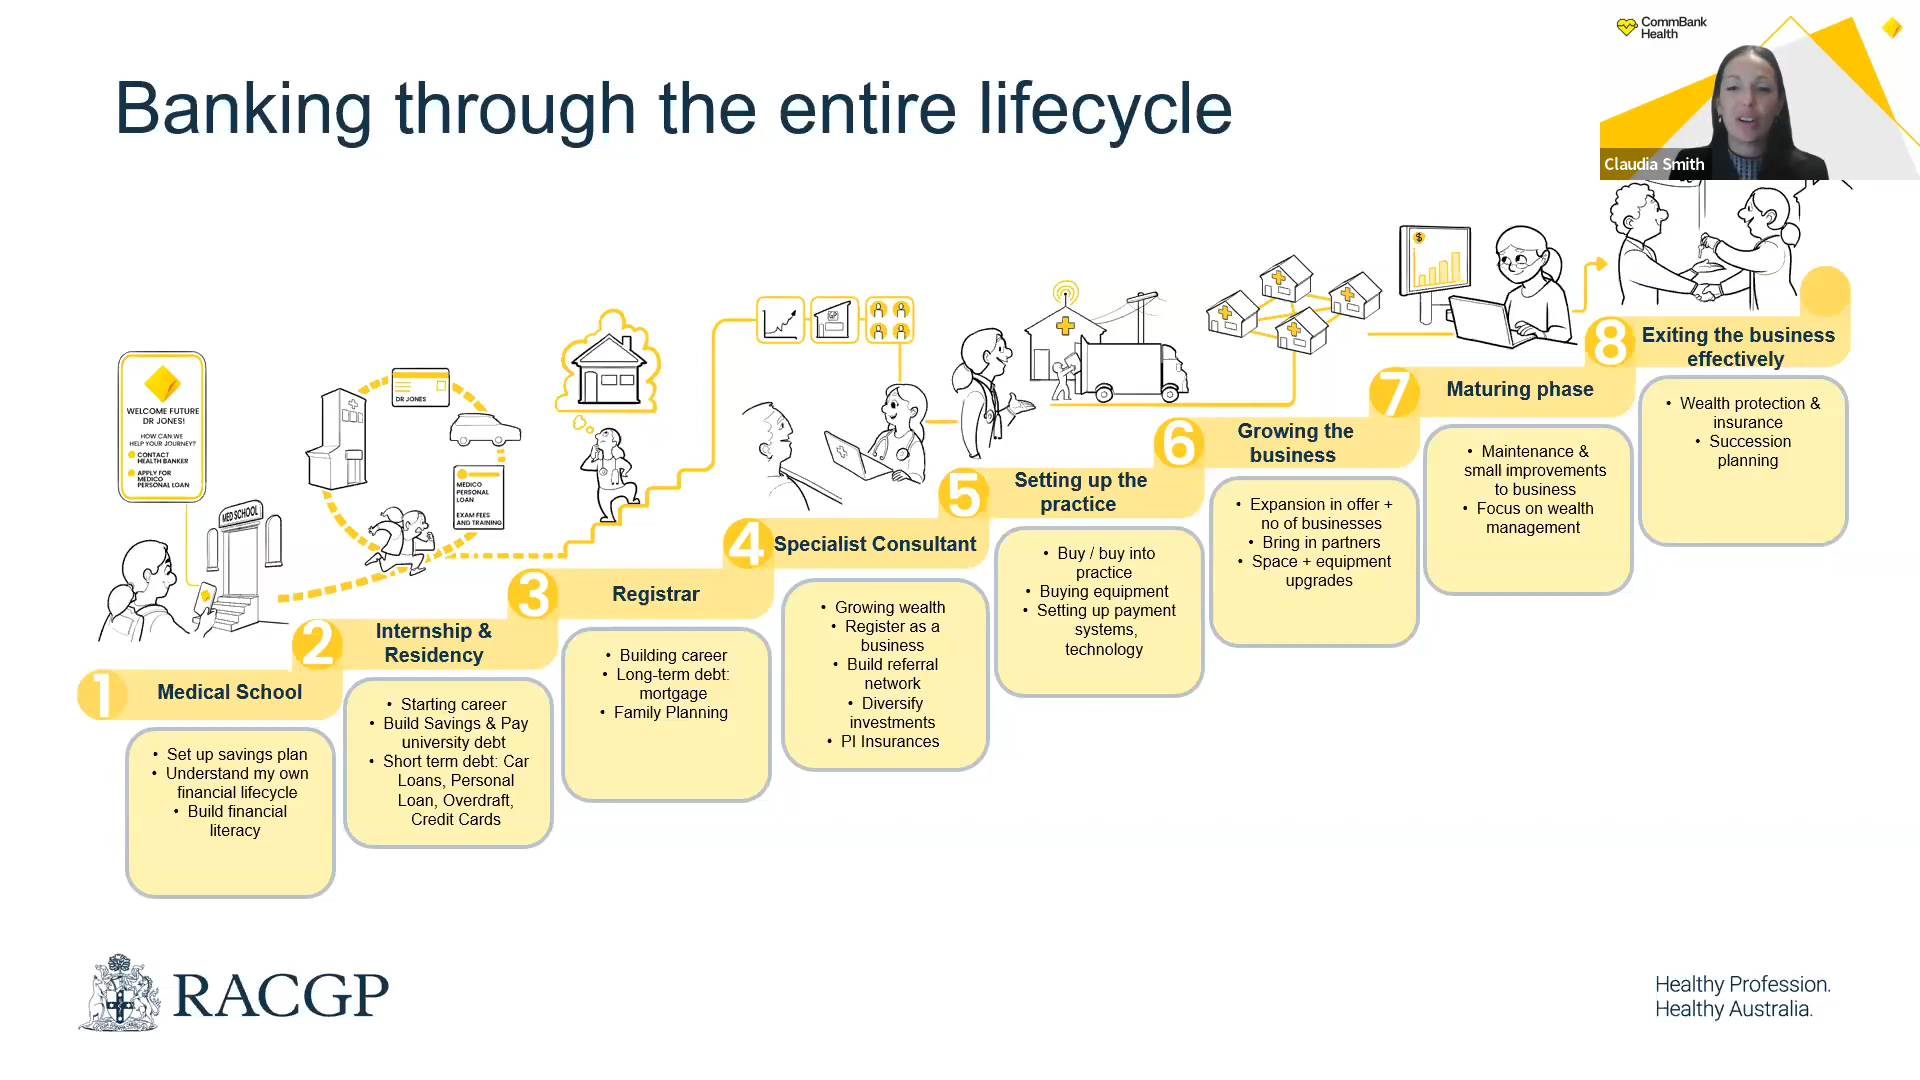 Banking through the entire lifecycle
CommBank
Health
Claudia Smith
WELCOME FUTURE
DR JONES!
HOW CAN WE
HELP YOUR JOURNEY?
CONTACT
HEALTH BANKER
APPLY FOR
MEDICO
PERSONAL LOAN
MED SCHOOL
DR JONES
MEDICO
PERSONAL
LOAN
EXAM FEES
AND TRAINING
GP
$
1
Medical School
• Set up savings plan
• Understand my own
financial lifecycle
• Build financial
literacy
2
Internship &
Residency
• Starting career
• Build Savings & Pay
university debt
• Short term debt: Car
Loans, Personal
Loan, Overdraft,
Credit Cards
3
Registrar
• Building career
• Long-term debt:
mortgage
• Family Planning
4
Specialist Consultant
• Growing wealth
• Register as a
business
• Build referral
network
• Diversify
investments
• PI Insurances
5
Setting up the
practice
• Buy / buy into
practice
• Buying equipment
• Setting up payment
systems,
technology
6
Growing the
business
• Expansion in offer +
no of businesses
• Bring in partners
• Space + equipment
upgrades
7
Maturing phase
• Maintenance &
small improvements
to business
• Focus on wealth
management
8
Exiting the business
effectively
• Wealth protection &
insurance
• Succession
planning
RACGP
Healthy Profession.
Healthy Australia.